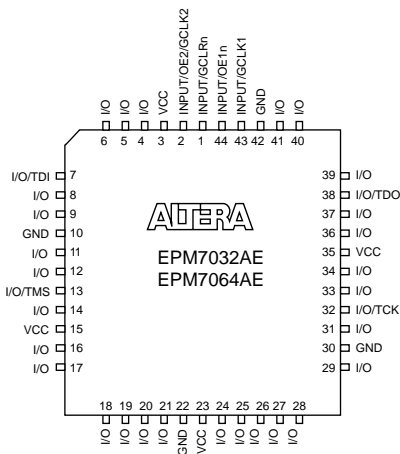 I/O
I/O
I/O
VCC
INPUT/OE2/GCLK2
INPUT/GCLRn
INPUT/OE1n
INPUT/GCLK1
GND
I/O
I/O
6 5 4 3 2 1 44 43 42 41 40
I/O/TDI 7
I/O 8
I/O 9
GND 10
I/O 11
I/O 12
I/O/TMS 13
I/O 14
VCC 15
I/O 16
I/O 17
ALTERA
EPM7032AE
EPM7064AE
39 I/O
38 I/O/TDO
37 I/O
36 I/O
35 VCC
34 I/O
33 I/O
32 I/O/TCK
31 I/O
30 GND
29 I/O
18 19 20 21 22 23 24 25 26 27 28
I/O
I/O
I/O
I/O
GND
VCC
I/O
I/O
I/O
I/O
I/O